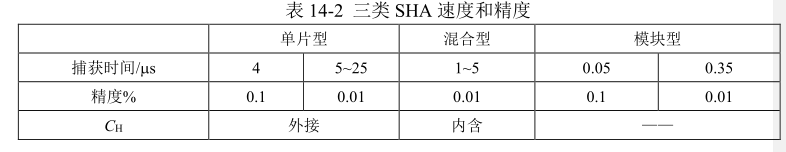 表 14-2 三类 SHA 速度和精度
单片型 混合型 模块型
捕获时间/μs 4 5~25 1~5 0.05 0.35
精度% 0.1 0.01 0.01 0.1 0.01
CH 外接 内含 ——